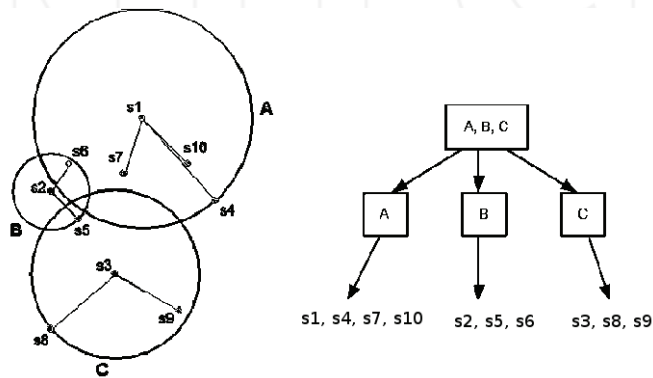 A
s1
s6
s7
s10
s2
s4
B
s5
s3
s9
s8
C
A, B, C
A
B
C
s1, s4, s7, s10
s2, s5, s6
s3, s8, s9